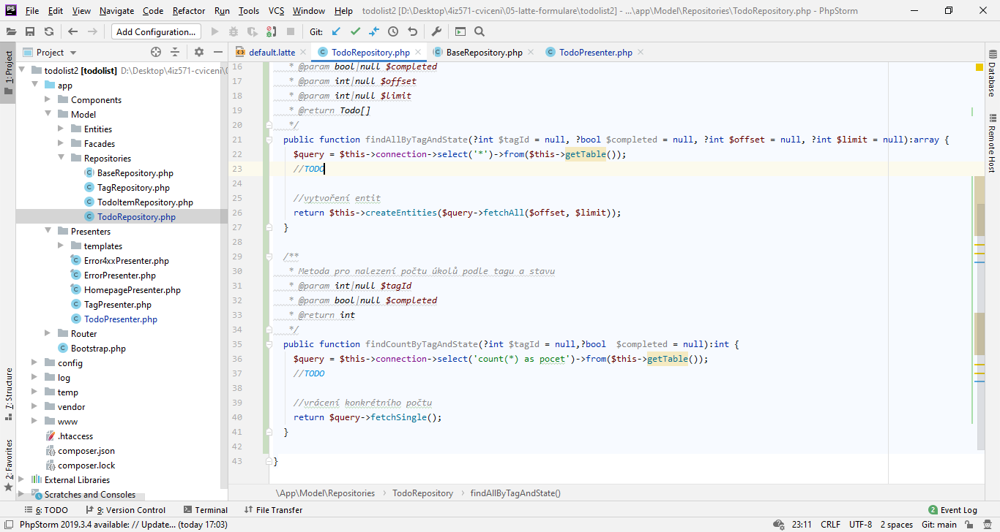 File Edit View Navigate Code Refactor Run Tools VCS Window Help todolist2 [D:\Desktop\4iz571-cviceni\05-latte-formulare\todolist2] - ...\app\Model\Repositories\TodoRepository.php - PhpStorm
Add Configuration... Git:
Project default.latte TodoRepository.php BaseRepository.php TodoPresenter.php
1: Project
7: Structure
2: Favorites
todolist2 [todolist] D:\Desktop\4iz571-cviceni\0
app
Components
Model
Entities
Facades
Repositories
BaseRepository.php
TagRepository.php
TodoItemRepository.php
TodoRepository.php
Presenters
templates
Error4xxPresenter.php
ErrorPresenter.php
HomepagePresenter.php
TagPresenter.php
TodoPresenter.php
Router
Bootstrap.php
config
log
temp
vendor
www
.htaccess
composer.json
composer.lock
External Libraries
Scratches and Consoles
16 * @param bool|null $completed
17 * @param int|null $offset
18 * @param int|null $limit
19 * @return Todo[]
20 */
21 public function findAllByTagAndState(?int $tagId = null, ?bool $completed = null, ?int $offset = null, ?int $limit = null):array {
22 $query = $this->connection->select('*')->from($this->getTable());
23 //TODO
24
25 //vytvoření entit
26 return $this->createEntities($query->fetchAll($offset, $limit));
27 }
28
29 /**
30 * Metoda pro nalezení počtu úkolů podle tagu a stavu
31 * @param int|null $tagId
32 * @param bool|null $completed
33 * @return int
34 */
35 public function findCountByTagAndState(?int $tagId = null,?bool  $completed = null):int {
36 $query = $this->connection->select('count(*) as pocet')->from($this->getTable());
37 //TODO
38
39 //vrácení konkrétního počtu
40 return $query->fetchSingle();
41 }
42
43 }
Database
Remote Host
\App\Model\Repositories › TodoRepository › findAllByTagAndState()
6: TODO 9: Version Control Terminal File Transfer 2 Event Log
PhpStorm 2019.3.4 available: // Update... (today 17:03) 23:11 CRLF UTF-8 2 spaces Git: main